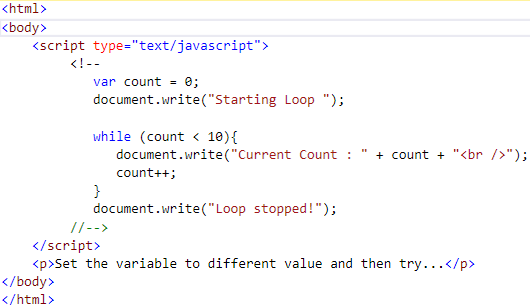 <html>
<body>
<script type="text/javascript">
<!--
var count = 0;
document.write("Starting Loop ");
while (count < 10){
document.write("Current Count : " + count + "<br />");
count++;
}
document.write("Loop stopped!");
//-->
</script>
<p>Set the variable to different value and then try...</p>
</body>
</html>